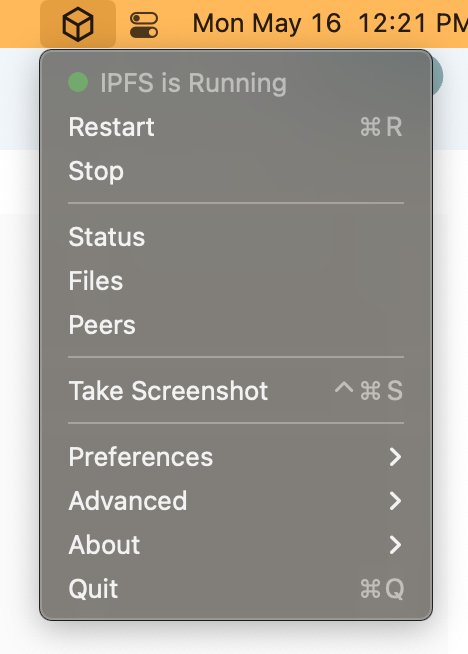 Mon May 16 12:21 PM
IPFS is Running
Restart ⌘R
Stop
Status
Files
Peers
Take Screenshot ^⌘S
Preferences
Advanced
About
Quit ⌘Q